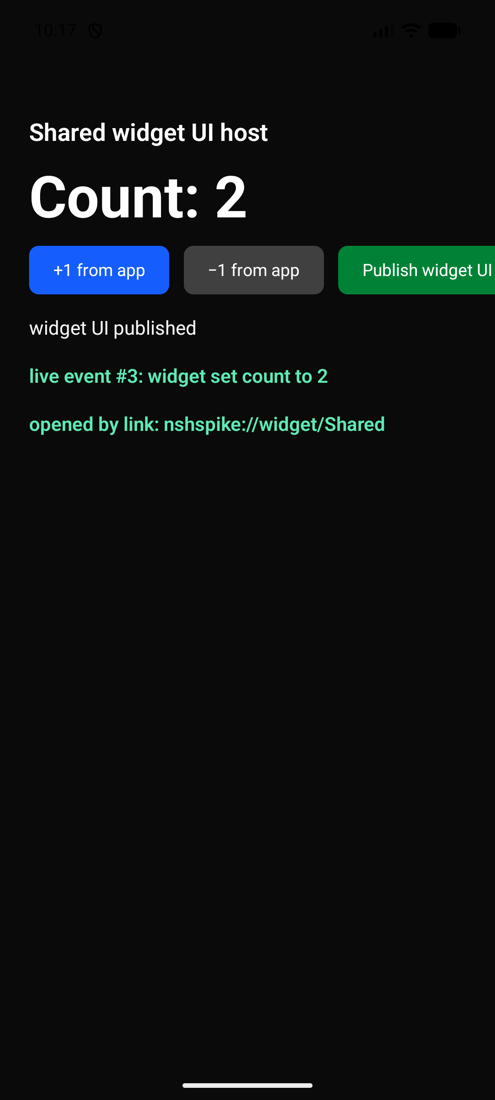 10:17
Shared widget UI host
Count: 2
+1 from app
−1 from app
Publish widget UI
widget UI published
live event #3: widget set count to 2
opened by link: nshspike://widget/Shared